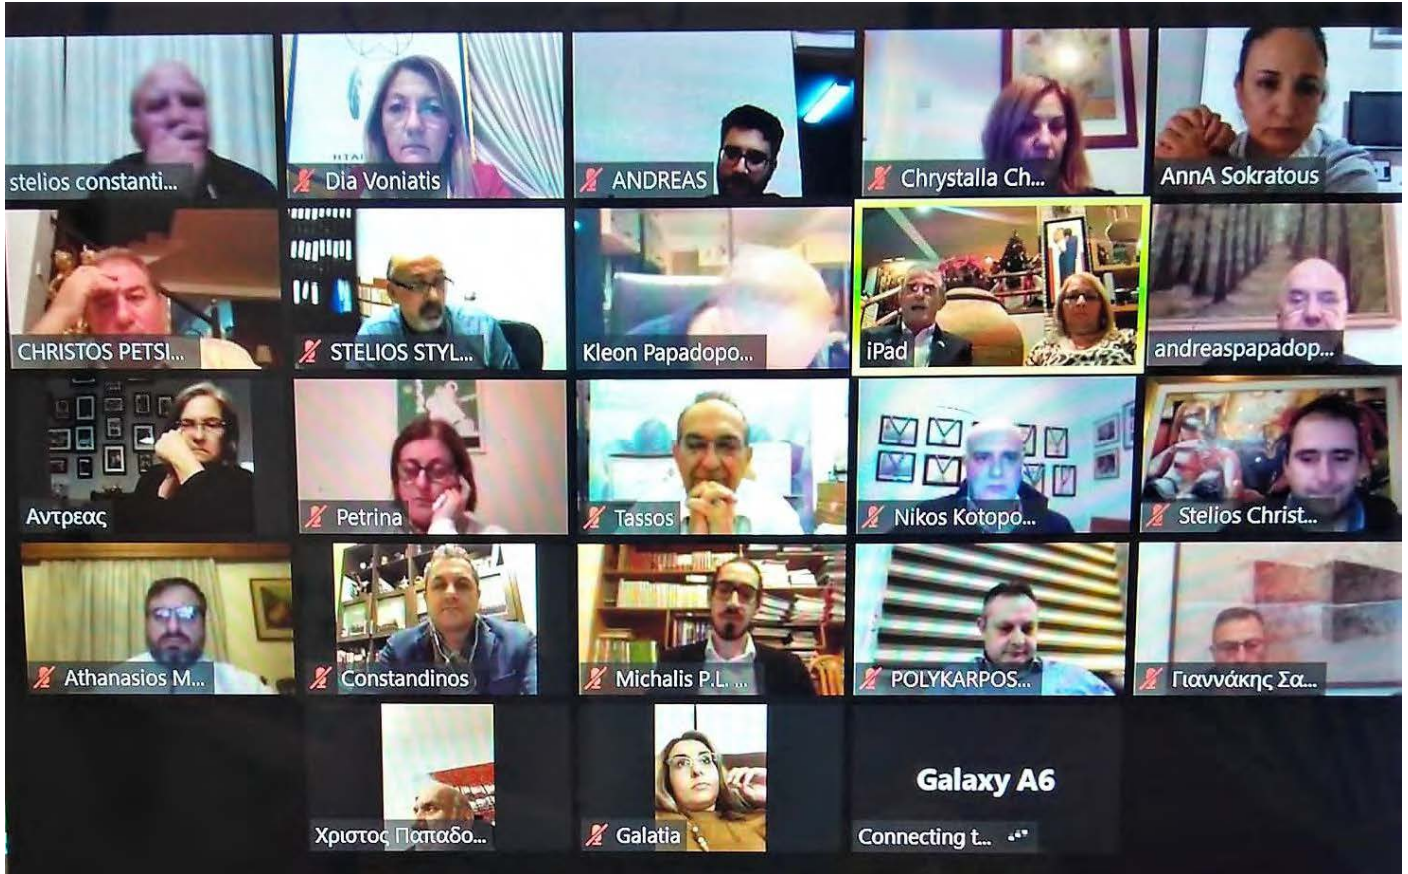 stelios constanti...
Dia Voniatis
ANDREAS
Chrystalla Ch...
AnnA Sokratous
CHRISTOS PETSI...
STELIOS STYL...
Kleon Papadopo...
iPad
andreaspapadop...
Αντρεας
Petrina
Tassos
Nikos Kotopo...
Stelios Christ...
Athanasios M...
Constandinos
Michalis P.L. ...
POLYKARPOS...
Γιαννάκης Σα...
Χριστος Παπαδο...
Galatia
Galaxy A6
Connecting t...